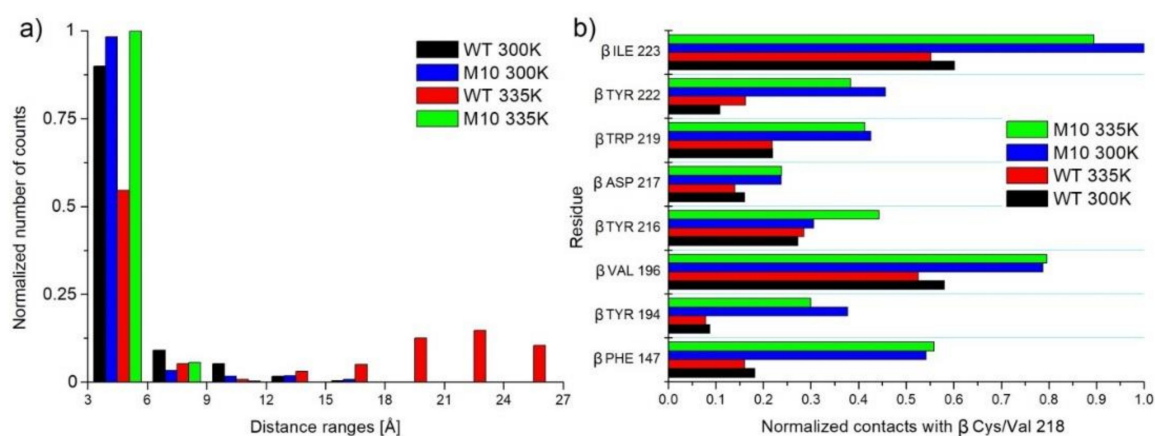 a)
Normalized number of counts
1
0.75
0.5
0.25
0
WT 300K
M10 300K
WT 335K
M10 335K
3 6 9 12 15 18 21 24 27
Distance ranges [Å]
b)
Residue
β ILE 223
β TYR 222
β TRP 219
β ASP 217
β TYR 216
β VAL 196
β TYR 194
β PHE 147
M10 335K
M10 300K
WT 335K
WT 300K
0.0 0.1 0.2 0.3 0.4 0.5 0.6 0.7 0.8 0.9 1.0
Normalized contacts with β Cys/Val 218